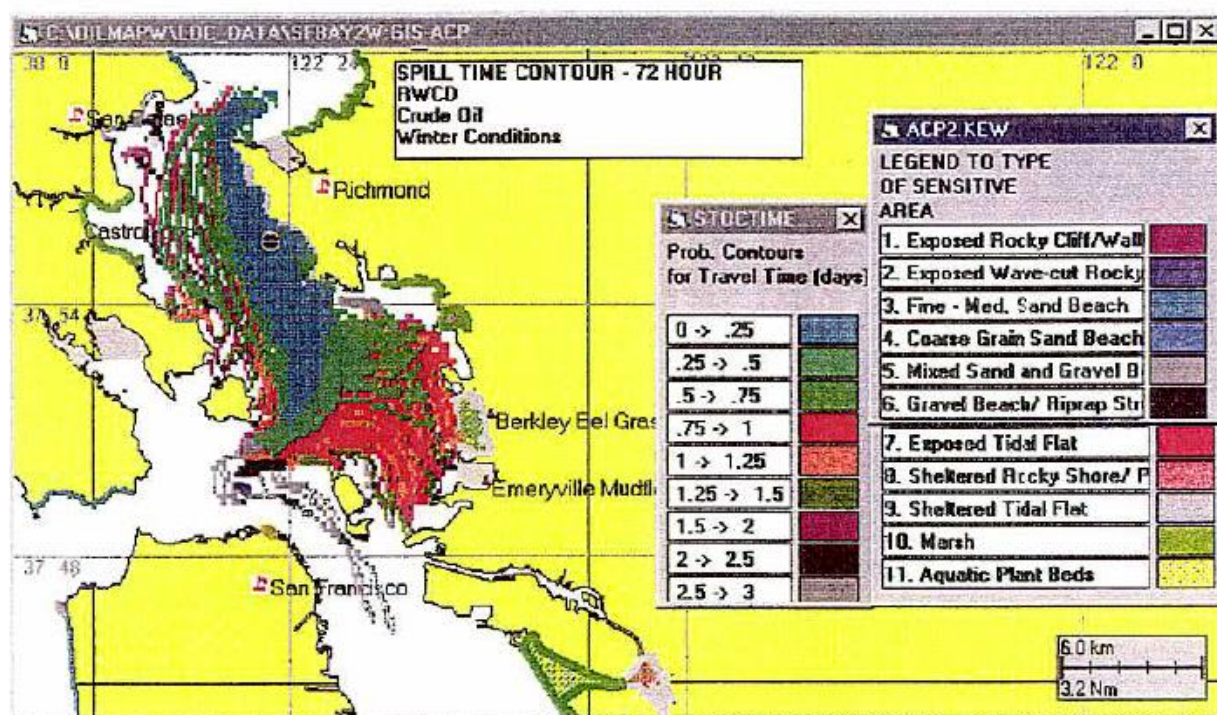 C:\OILMAPW\LOC_DATA\SFBAY2W.GIS-ACP
38 0
122 24
122 0
SPILL TIME CONTOUR - 72 HOUR
RWCD
Crude Oil
Winter Conditions
San Rafael
Richmond
Castro
37 54
Berkley Eel Gras
Emeryville Mudfl
37 48
San Francisco
STOCTIME
Prob. Contours
for Travel Time (days)
0 -> .25
.25 -> .5
.5 -> .75
.75 -> 1
1 -> 1.25
1.25 -> 1.5
1.5 -> 2
2 -> 2.5
2.5 -> 3
ACP2.KEW
LEGEND TO TYPE
OF SENSITIVE
AREA
1. Exposed Rocky Cliff/Wall
2. Exposed Wave-cut Rocky
3. Fine - Med. Sand Beach
4. Coarse Grain Sand Beach
5. Mixed Sand and Gravel B
6. Gravel Beach/ Riprap Str
7. Exposed Tidal Flat
8. Sheltered Rocky Shore/ P
9. Sheltered Tidal Flat
10. Marsh
11. Aquatic Plant Beds
6.0 km
3.2 Nm